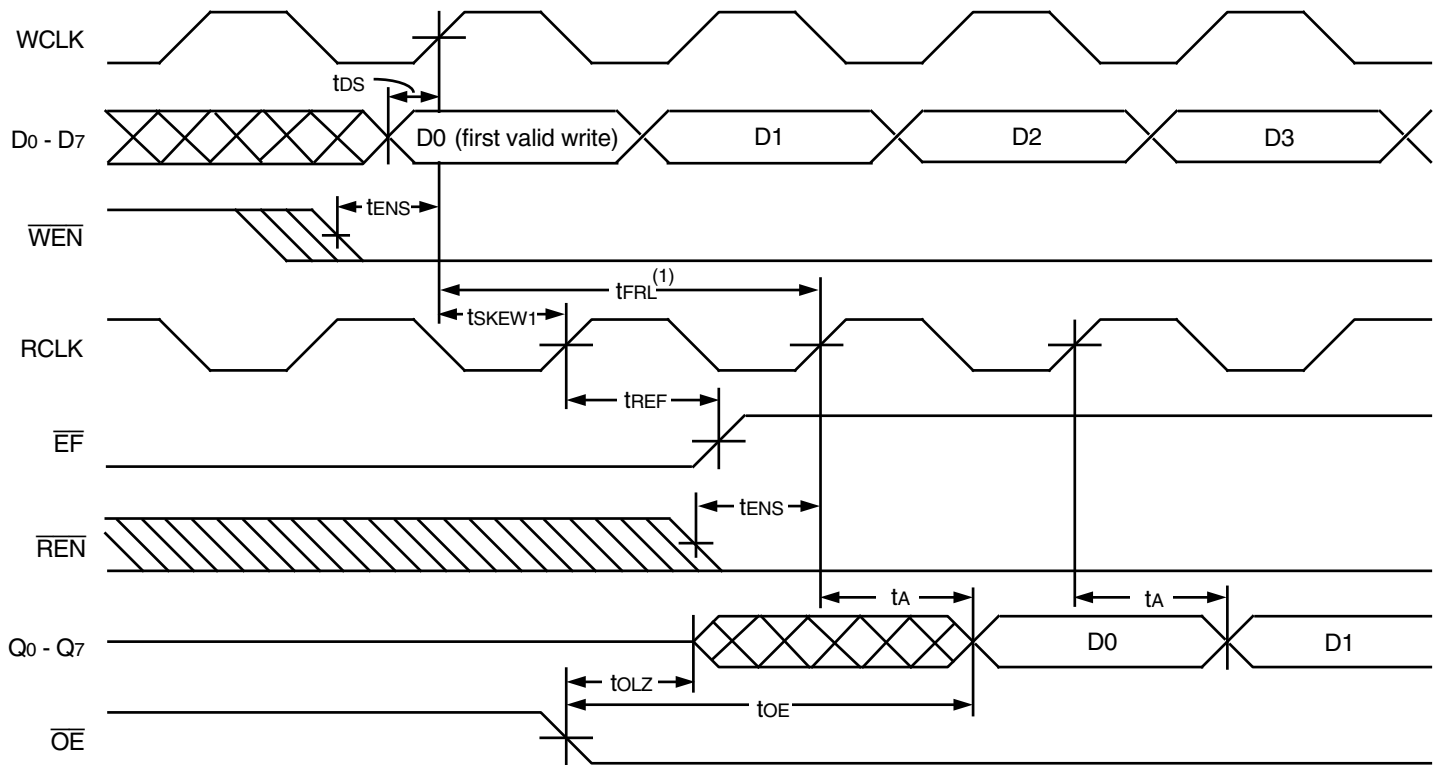 WCLK
tDS
D0 - D7
D0 (first valid write)
D1
D2
D3
WEN
tENS
tFRL(1)
tSKEW1
RCLK
tREF
EF
tENS
REN
tA
tA
Q0 - Q7
D0
D1
tOLZ
tOE
OE